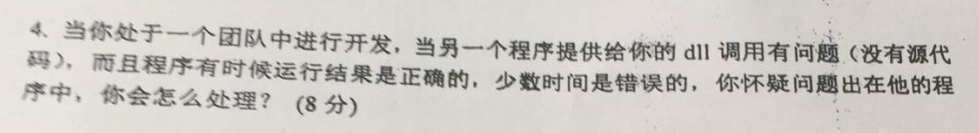 4、当你处于一个团队中进行开发，当另一个程序提供给你的 dll 调用有问题（没有源代
码），而且程序有时候运行结果是正确的，少数时间是错误的，你怀疑问题出在他的程
序中，你会怎么处理？ (8 分)